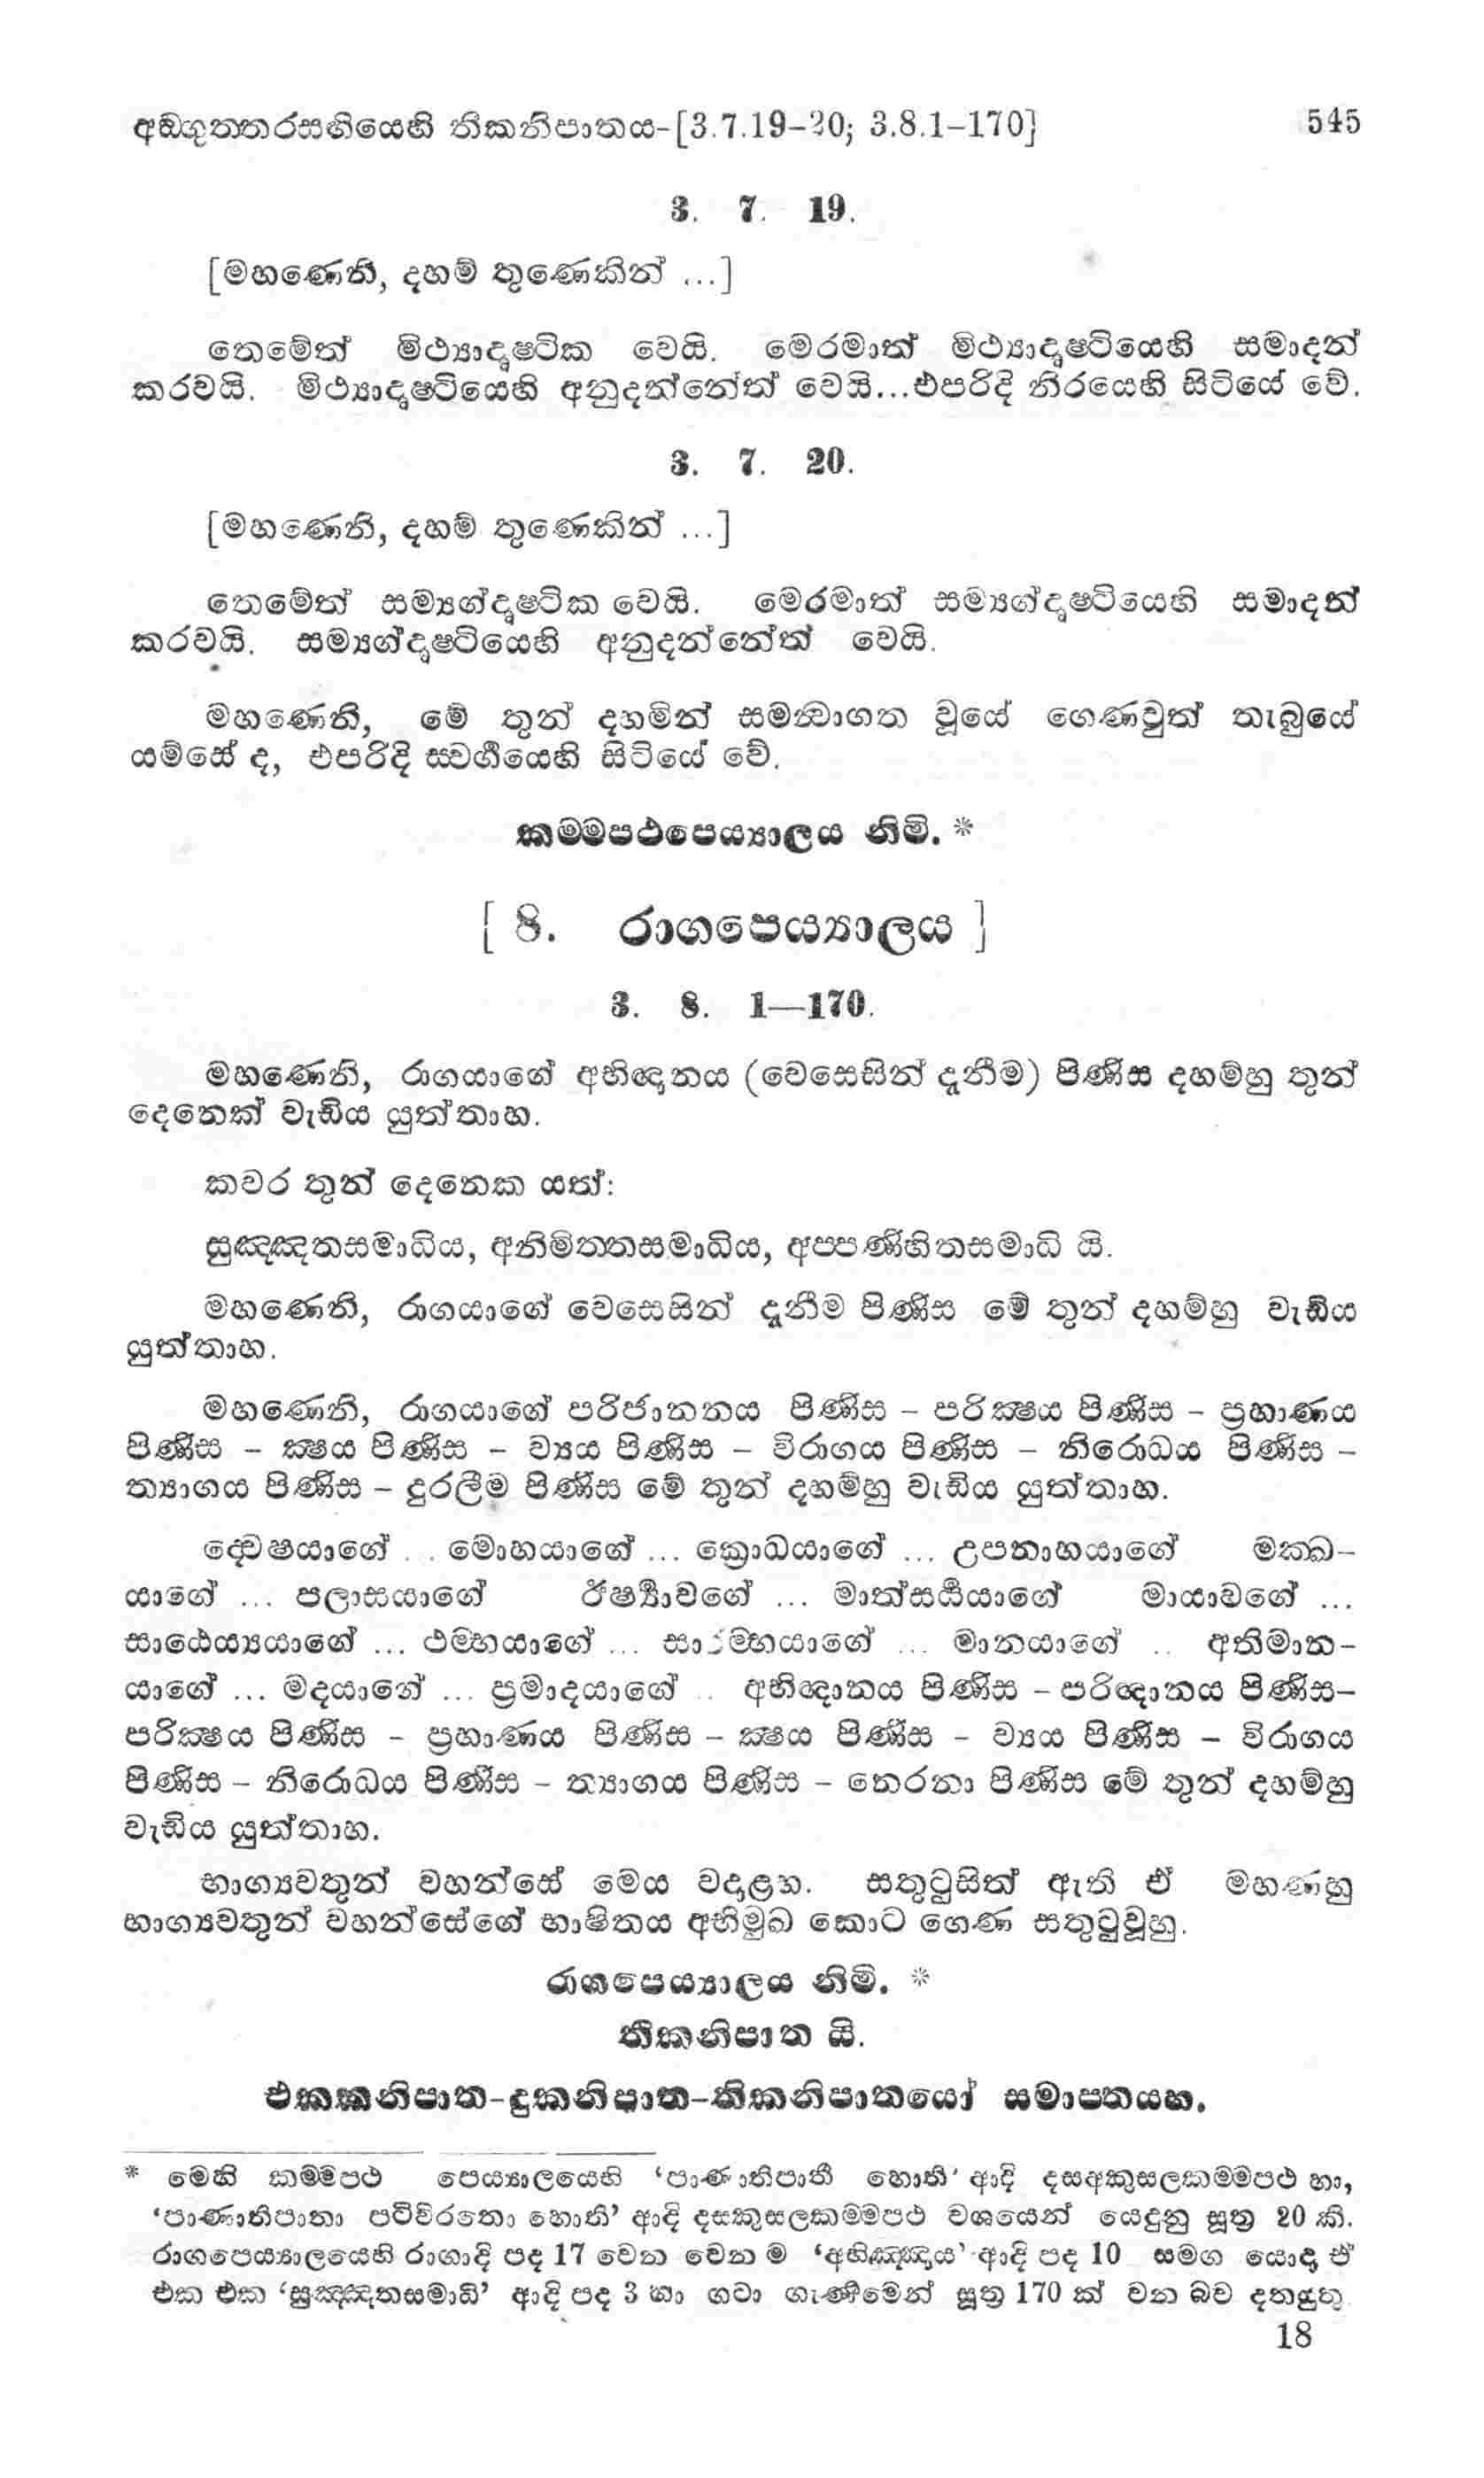 අඞගුත්තරසඟියෙහි තිකනිපාතය-[3.7.19-20; 3.8.1-170] 545
3. 7. 19.
[මහණෙනි, දහම් තුණෙකින් ...]
තෙමේත් මිථ්‍යාදෘෂ්ටික වෙයි. මෙරමාත් මිථ්‍යාදෘෂ්ටියෙහි සමාදන්
කරවයි. මිථ්‍යාදෘෂ්ටියෙහි අනුදන්නේත් වෙයි...එපරිදි නිරයෙහි සිටියේ වේ.
3. 7. 20.
[මහණෙනි, දහම් තුණෙකින් ...]
තෙමේත් සම්‍යග්දෘෂ්ටික වෙයි. මෙරමාත් සම්‍යග්දෘෂ්ටියෙහි සමාදන්
කරවයි. සම්‍යග්දෘෂ්ටියෙහි අනුදන්නේත් වෙයි.
මහණෙනි, මේ තුන් දහමින් සමන්‍වාගත වූයේ ගෙණවුත් තැබුයේ
යම්සේ ද, එපරිදි ස්වර්‍ගයෙහි සිටියේ වේ.
කම්මපථපෙය්‍යාලය නිමි. *
[ 8. රාගපෙය්‍යාලය ]
3. 8. 1—170.
මහණෙනි, රාගයාගේ අභිඥානය (වෙසෙසින් දැනීම) පිණිස දහම්හු තුන්
දෙනෙක් වැඩිය යුත්තාහ.
කවර තුන් දෙනෙක යත්:
සුඤ්ඤතසමාධිය, අනිමිත්තසමාධිය, අප්පණිහිතසමාධි යි.
මහණෙනි, රාගයාගේ වෙසෙසින් දැනීම පිණිස මේ තුන් දහම්හු වැඩිය
යුත්තාහ.
මහණෙනි, රාගයාගේ පරිජානනය පිණිස - පරික්‍ෂය පිණිස - ප්‍රහාණය
පිණිස - ක්‍ෂය පිණිස - ව්‍යය පිණිස - විරාගය පිණිස - නිරොධය පිණිස -
ත්‍යාගය පිණිස - දුරලීම පිණිස මේ තුන් දහම්හු වැඩිය යුත්තාහ.
ද්වෙෂයාගේ ... මොහයාගේ ... ක්‍රොධයාගේ ... උපනාහයාගේ මක්ඛ-
යාගේ ... පලාසයාගේ ඊර්‍ෂ්‍යාවගේ ... මාත්සර්‍ය්‍යයාගේ මායාවගේ ...
සාඨෙය්‍යයාගේ ... ථම්භයාගේ ... සාරම්භයාගේ ... මානයාගේ .. අතිමාන-
යාගේ ... මදයාගේ ... ප්‍රමාදයාගේ .. අභිඥානය පිණිස - පරිඥානය පිණිස-
පරික්‍ෂය පිණිස - ප්‍රහාණය පිණිස - ක්‍ෂය පිණිස - ව්‍යය පිණිස - විරාගය
පිණිස - නිරොධය පිණිස - ත්‍යාගය පිණිස - නෙරනා පිණිස මේ තුන් දහම්හු
වැඩිය යුත්තාහ.
භාග්‍යවතුන් වහන්සේ මෙය වදාළහ. සතුටුසිත් ඇති ඒ මහණහු
භාග්‍යවතුන් වහන්සේගේ භාෂිතය අභිමුඛ කොට ගෙණ සතුටුවූහු.
රාගපෙය්‍යාලය නිමි. *
තිකනිපාත යි.
එකකනිපාත-දුකනිපාත-තිකනිපාතයෝ සමාප්තයහ.
* මෙහි කම්මපථ පෙය්‍යාලයෙහි ‘පාණාතිපාතී හොති’ ආදි දසඅකුසලකම්මපථ හා,
‘පාණාතිපාතා පටිවිරතො හොති’ ආදි දසකුසලකම්මපථ වශයෙන් යෙදුනු සූත්‍ර 20 කි.
රාගපෙය්‍යාලයෙහි රාගාදි පද 17 වෙන වෙන ම ‘අභිඤ්ඤාය’ ආදි පද 10 සමග යොදා ඒ
එක එක ‘සුඤ්ඤතසමාධි’ ආදි පද 3 හා ගටා ගැණීමෙන් සූත්‍ර 170 ක් වන බව දතයුතු
18